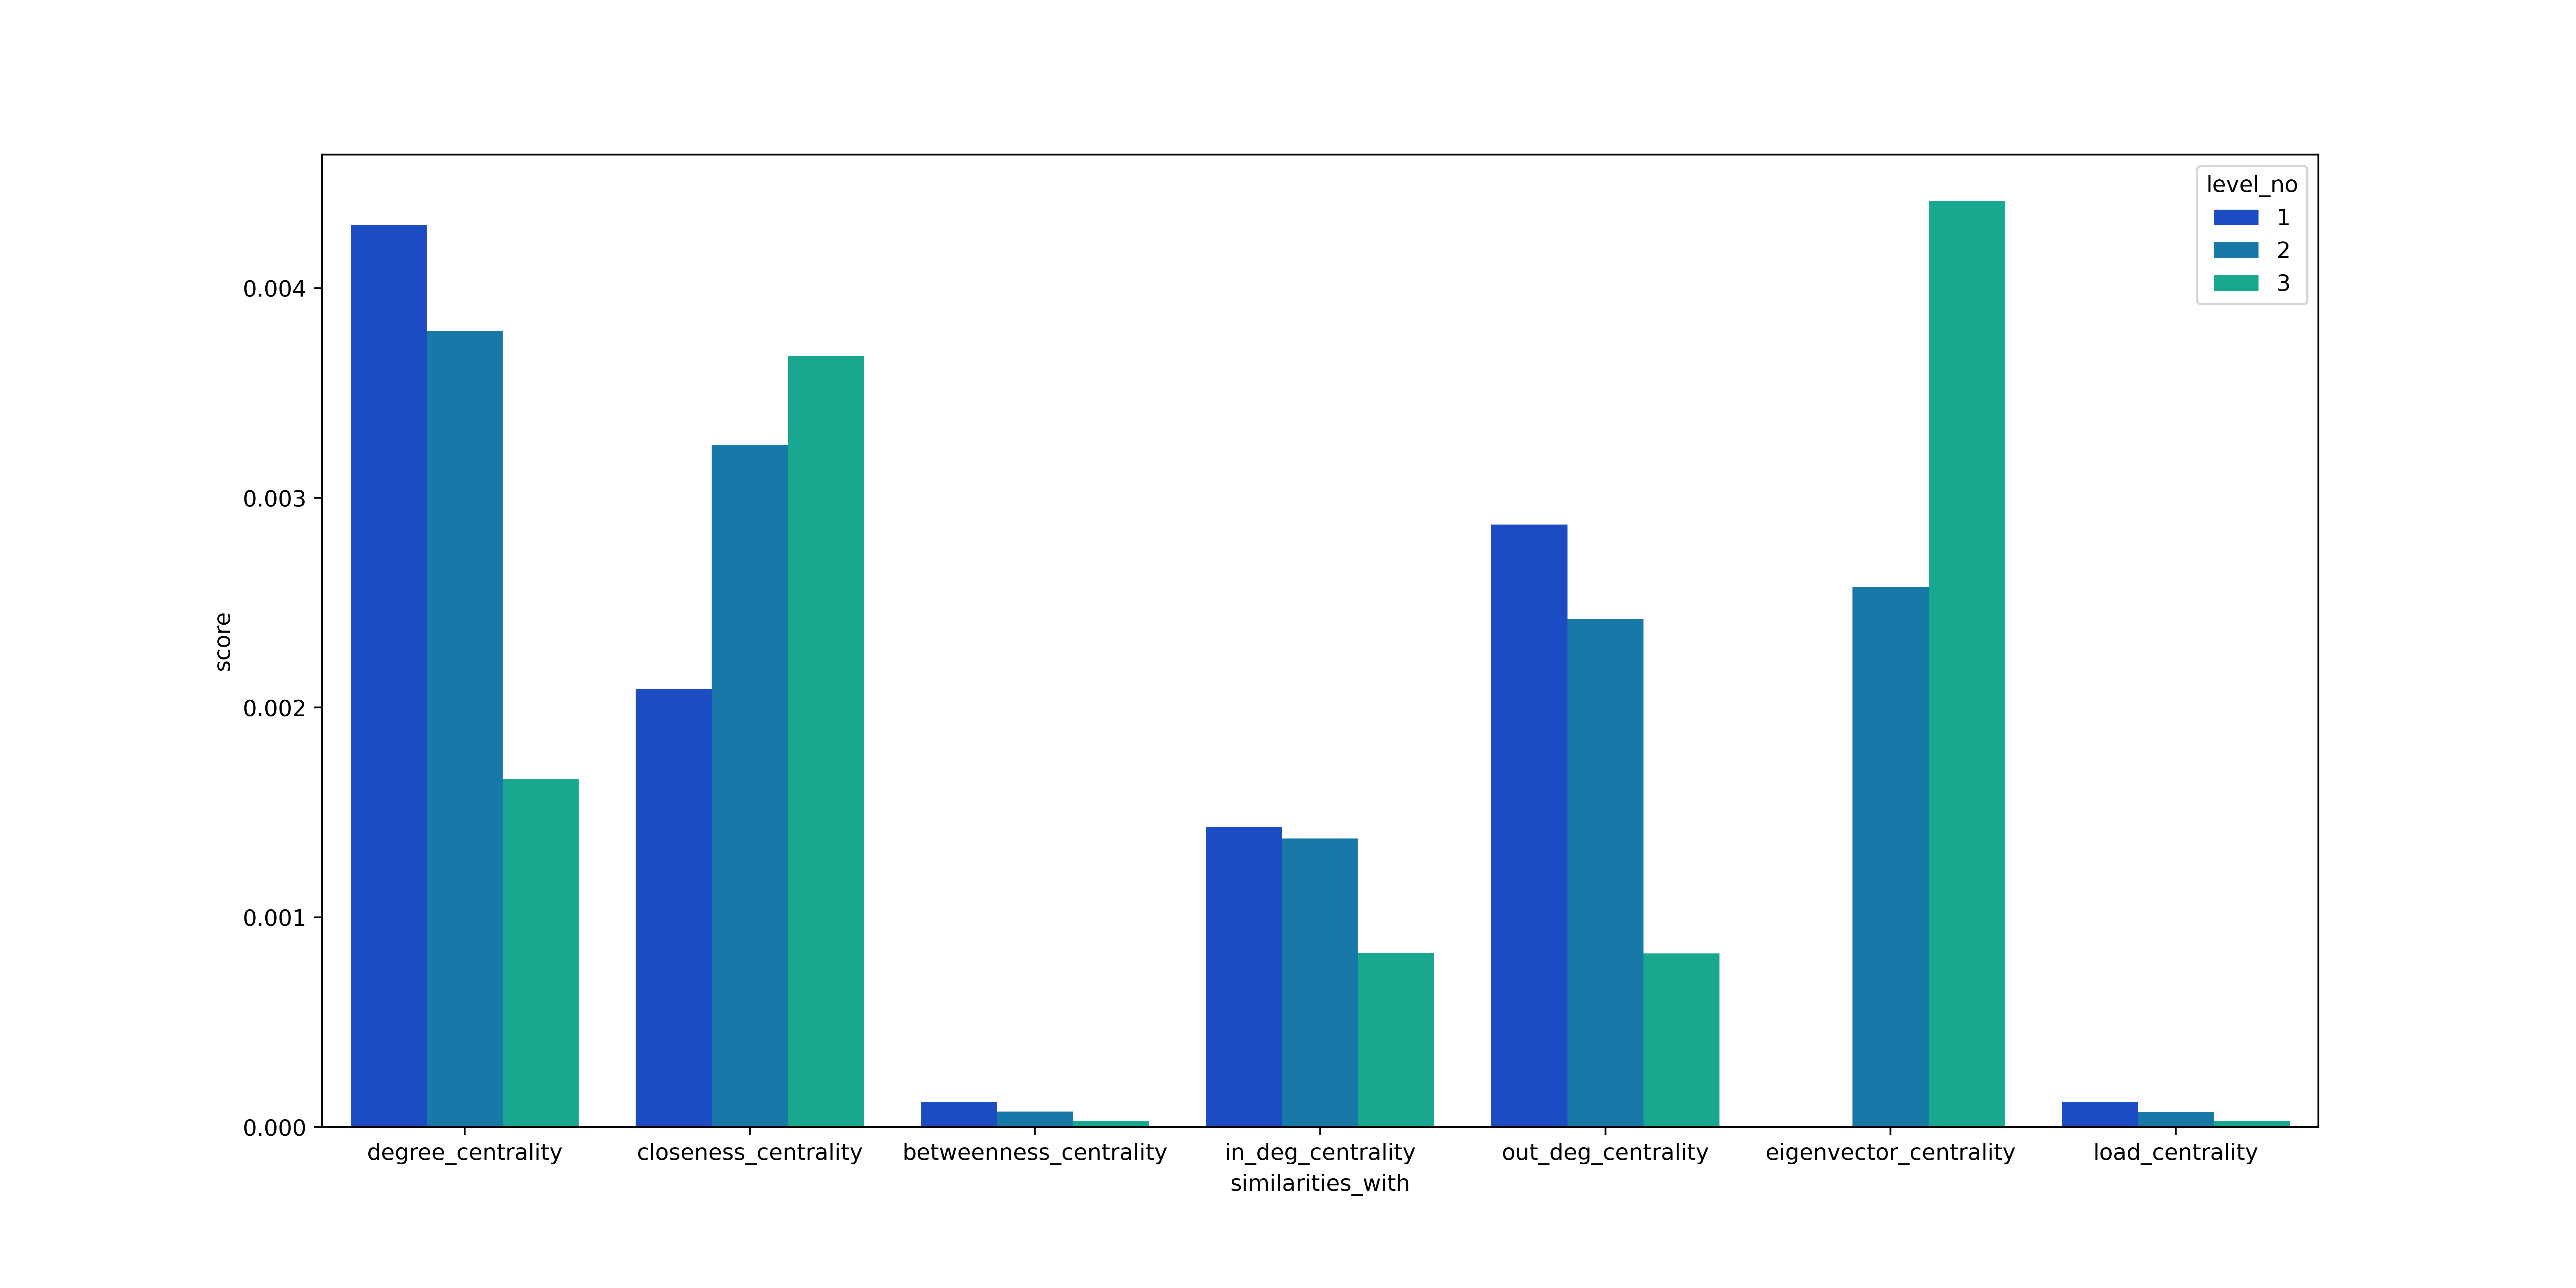 level_no
1
2
3
0.004
0.003
0.002
0.001
0.000
score
degree_centrality closeness_centrality betweenness_centrality in_deg_centrality out_deg_centrality eigenvector_centrality load_centrality
similarities_with